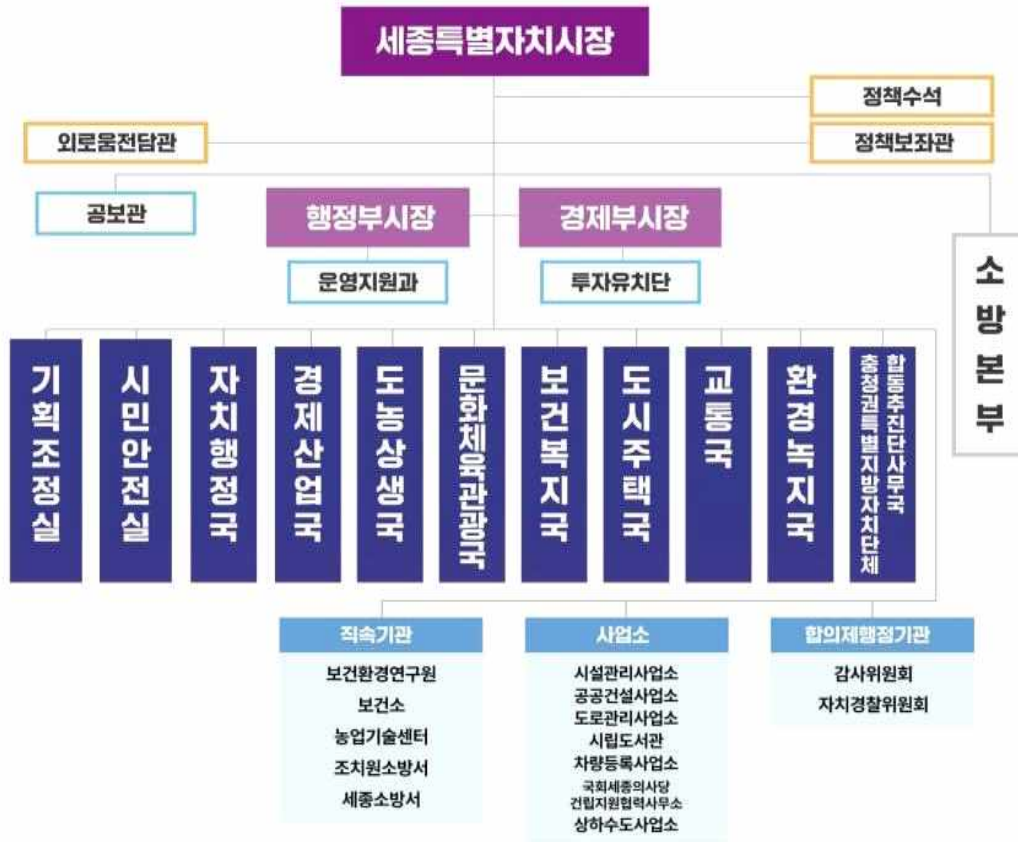 세종특별자치시장
정책수석
외로움전담관
정책보좌관
공보관
행정부시장
경제부시장
운영지원과
투자유치단
소방본부
기획조정실
시민안전실
자치행정국
경제산업국
도농상생국
문화체육관광국
보건복지국
도시주택국
교통국
환경녹지국
충청권특별지방자치단체
합동추진단사무국
직속기관
보건환경연구원
보건소
농업기술센터
조치원소방서
세종소방서
사업소
시설관리사업소
공공건설사업소
도로관리사업소
시립도서관
차량등록사업소
국회세종의사당
건립지원협력사무소
상하수도사업소
합의제행정기관
감사위원회
자치경찰위원회